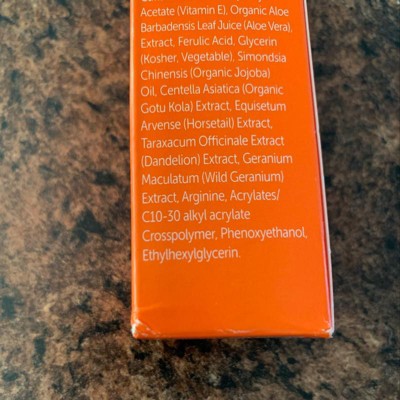 Acetate (Vitamin E), Organic Aloe
Barbadensis Leaf Juice (Aloe Vera),
Extract, Ferulic Acid, Glycerin
(Kosher, Vegetable), Simondsia
Chinensis (Organic Jojoba)
Oil, Centella Asiatica (Organic
Gotu Kola) Extract, Equisetum
Arvense (Horsetail) Extract,
Taraxacum Officinale Extract
(Dandelion) Extract, Geranium
Maculatum (Wild Geranium)
Extract, Arginine, Acrylates/
C10-30 alkyl acrylate
Crosspolymer, Phenoxyethanol,
Ethylhexylglycerin.